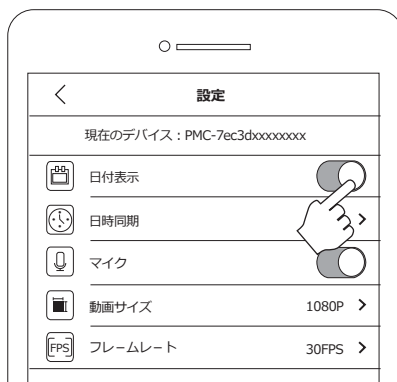 設定
現在のデバイス：PMC-7ec3dxxxxxxxx
日付表示
日時同期
マイク
動画サイズ 1080P
FPS フレームレート 30FPS